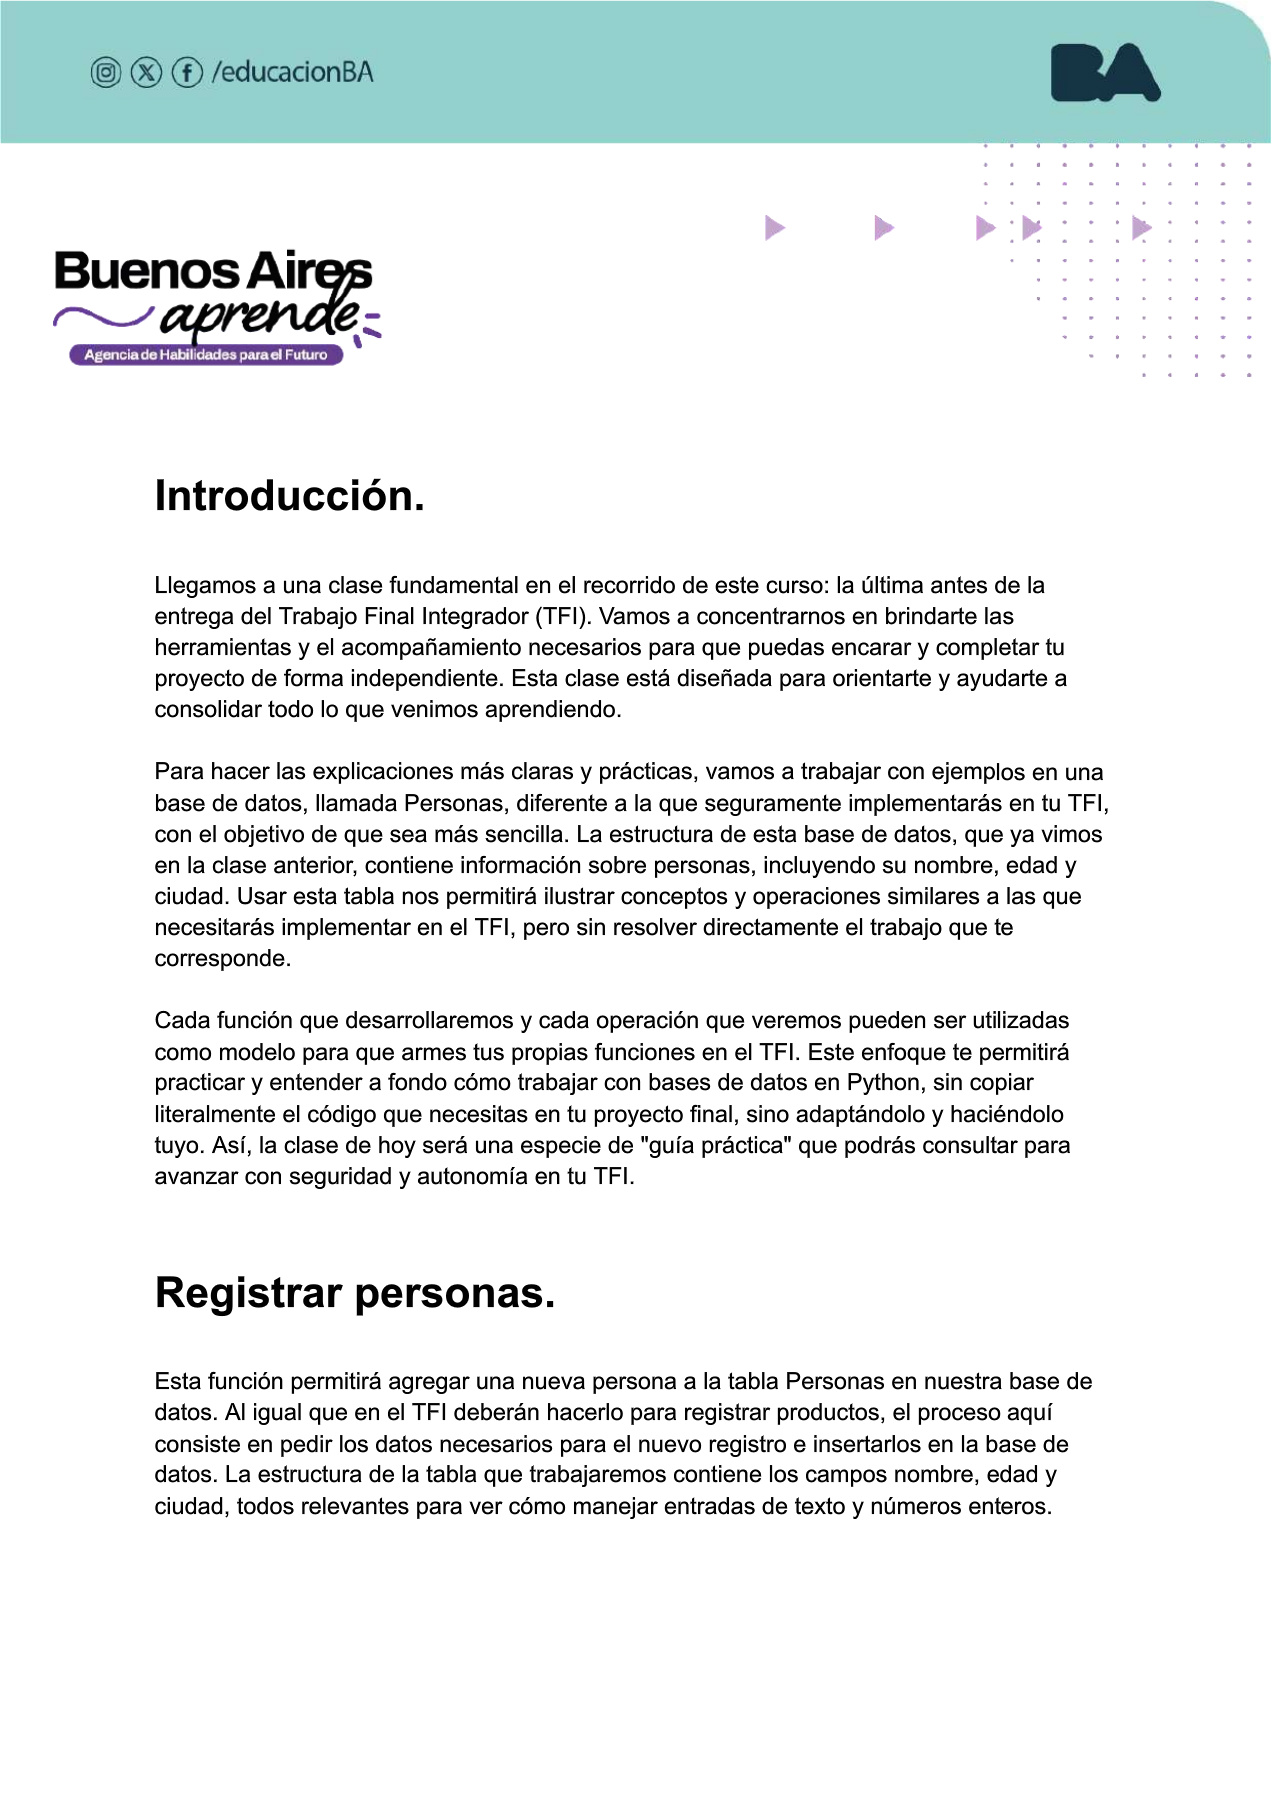 /educacionBA
BA
Buenos Aires
aprende
Agencia de Habilidades para el Futuro
Introducción.
Llegamos a una clase fundamental en el recorrido de este curso: la última antes de la
entrega del Trabajo Final Integrador (TFI). Vamos a concentrarnos en brindarte las
herramientas y el acompañamiento necesarios para que puedas encarar y completar tu
proyecto de forma independiente. Esta clase está diseñada para orientarte y ayudarte a
consolidar todo lo que venimos aprendiendo.
Para hacer las explicaciones más claras y prácticas, vamos a trabajar con ejemplos en una
base de datos, llamada Personas, diferente a la que seguramente implementarás en tu TFI,
con el objetivo de que sea más sencilla. La estructura de esta base de datos, que ya vimos
en la clase anterior, contiene información sobre personas, incluyendo su nombre, edad y
ciudad. Usar esta tabla nos permitirá ilustrar conceptos y operaciones similares a las que
necesitarás implementar en el TFI, pero sin resolver directamente el trabajo que te
corresponde.
Cada función que desarrollaremos y cada operación que veremos pueden ser utilizadas
como modelo para que armes tus propias funciones en el TFI. Este enfoque te permitirá
practicar y entender a fondo cómo trabajar con bases de datos en Python, sin copiar
literalmente el código que necesitas en tu proyecto final, sino adaptándolo y haciéndolo
tuyo. Así, la clase de hoy será una especie de "guía práctica" que podrás consultar para
avanzar con seguridad y autonomía en tu TFI.
Registrar personas.
Esta función permitirá agregar una nueva persona a la tabla Personas en nuestra base de
datos. Al igual que en el TFI deberán hacerlo para registrar productos, el proceso aquí
consiste en pedir los datos necesarios para el nuevo registro e insertarlos en la base de
datos. La estructura de la tabla que trabajaremos contiene los campos nombre, edad y
ciudad, todos relevantes para ver cómo manejar entradas de texto y números enteros.